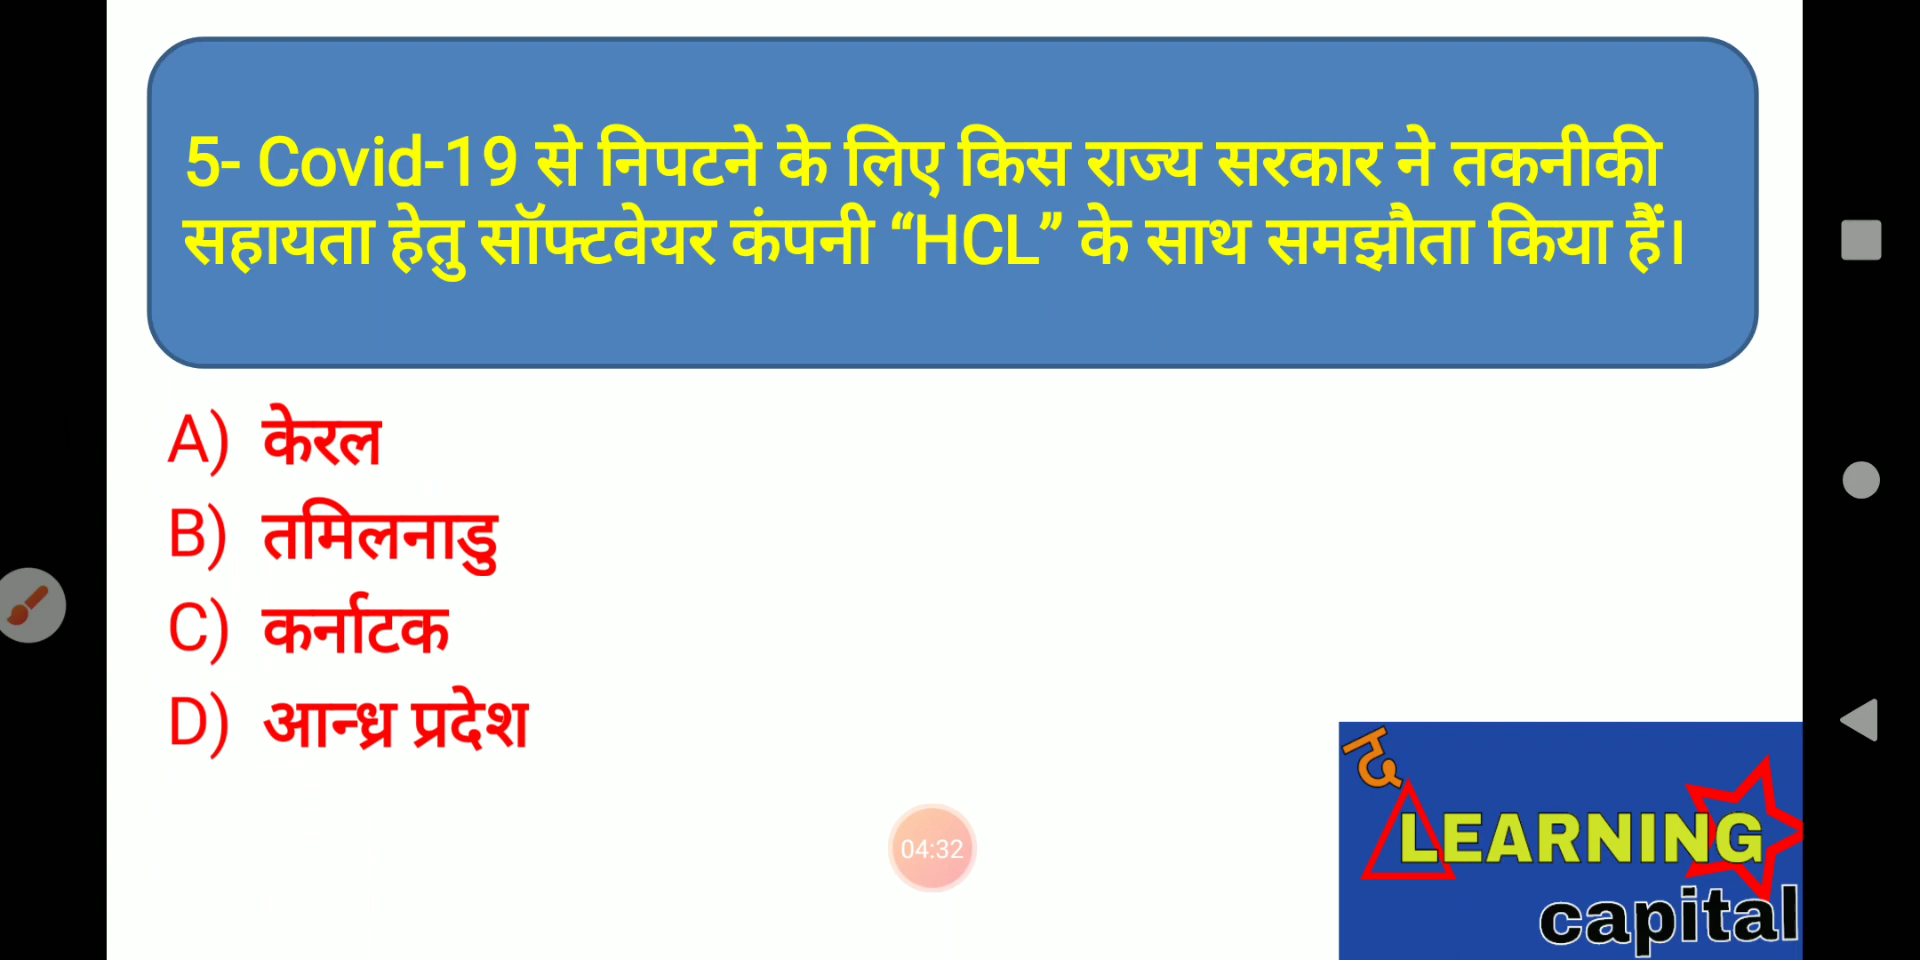 5- Covid-19 से निपटने के लिए किस राज्य सरकार ने तकनीकी
सहायता हेतु सॉफ्टवेयर कंपनी “HCL” के साथ समझौता किया हैं।
A) केरल
B) तमिलनाडु
C) कर्नाटक
D) आन्ध्र प्रदेश
04:32
द
LEARNING
capital